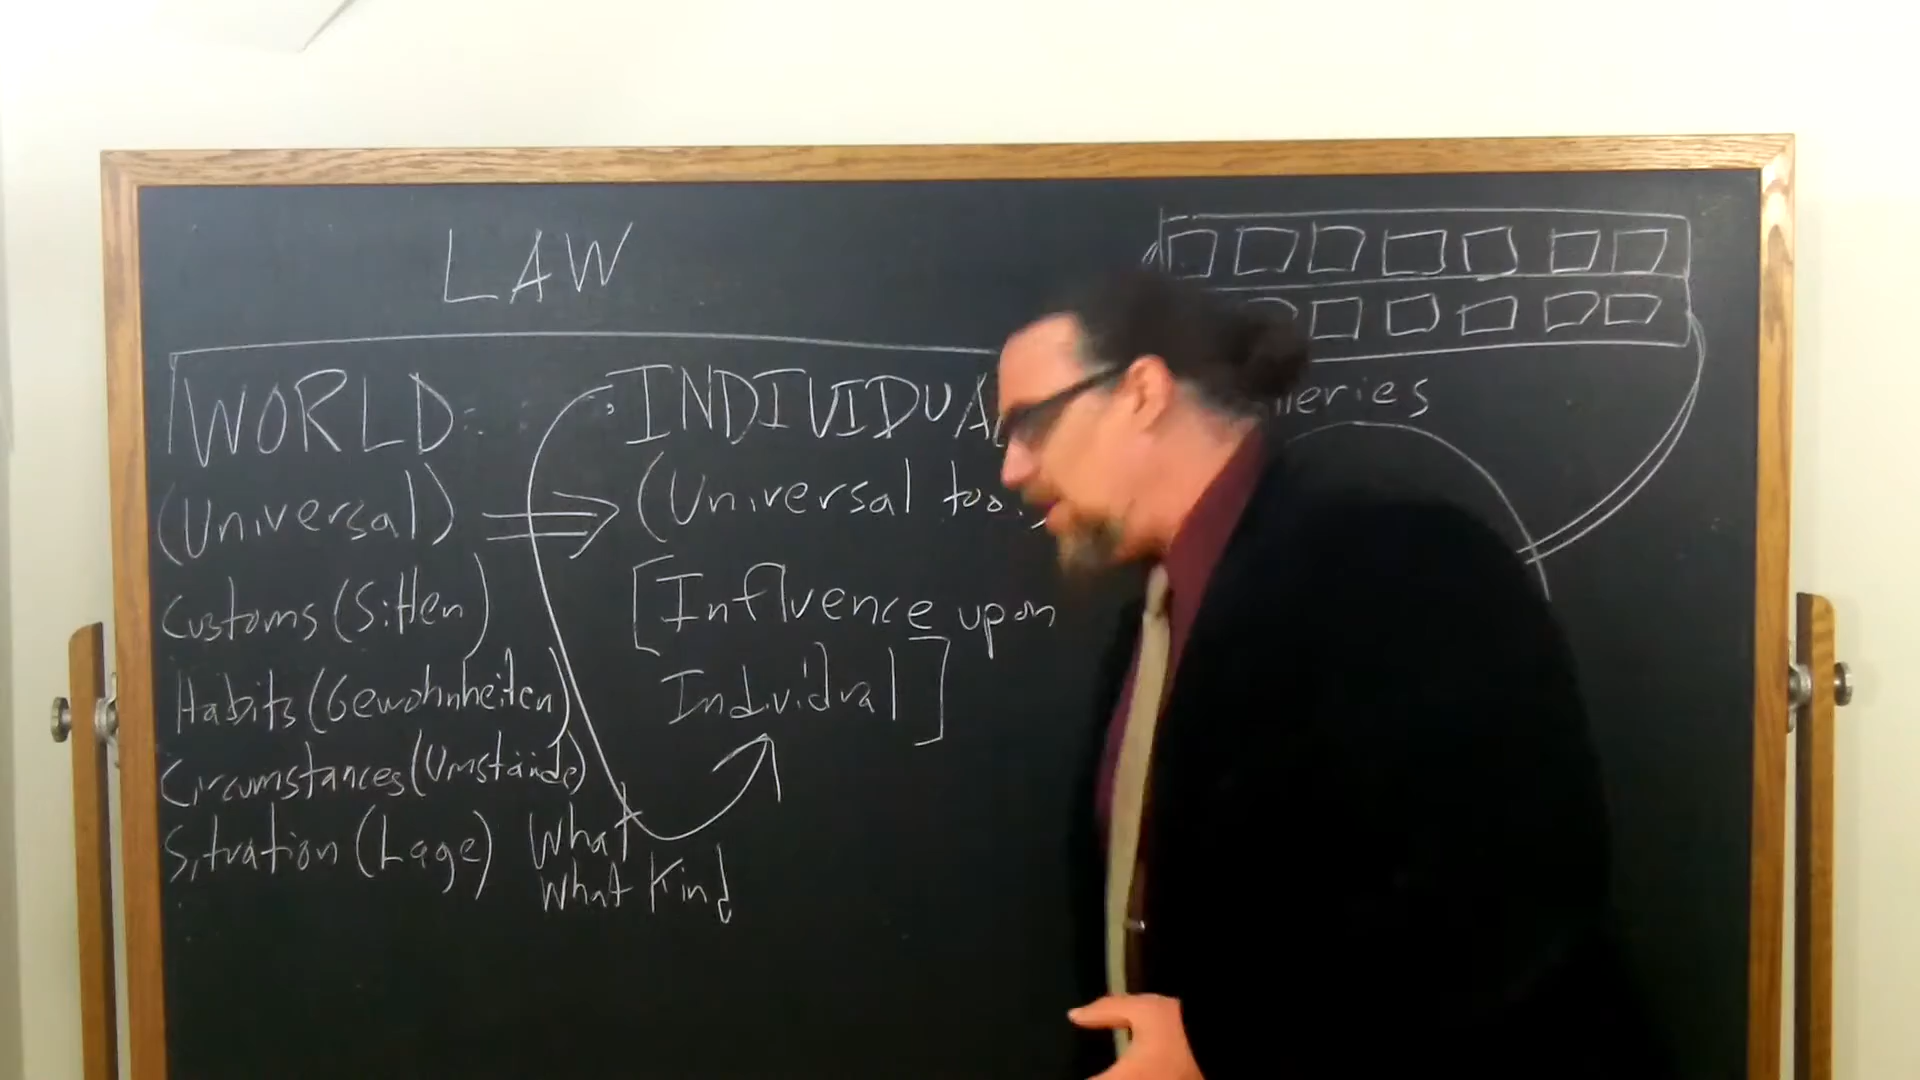 LAW
WORLD
(Universal)
Customs (Sitten)
Habits (Gewohnheiten)
Circumstances (Umstände)
Situation (Lage)
What
What Kind
(Universal too
[Influence upon
Individual]